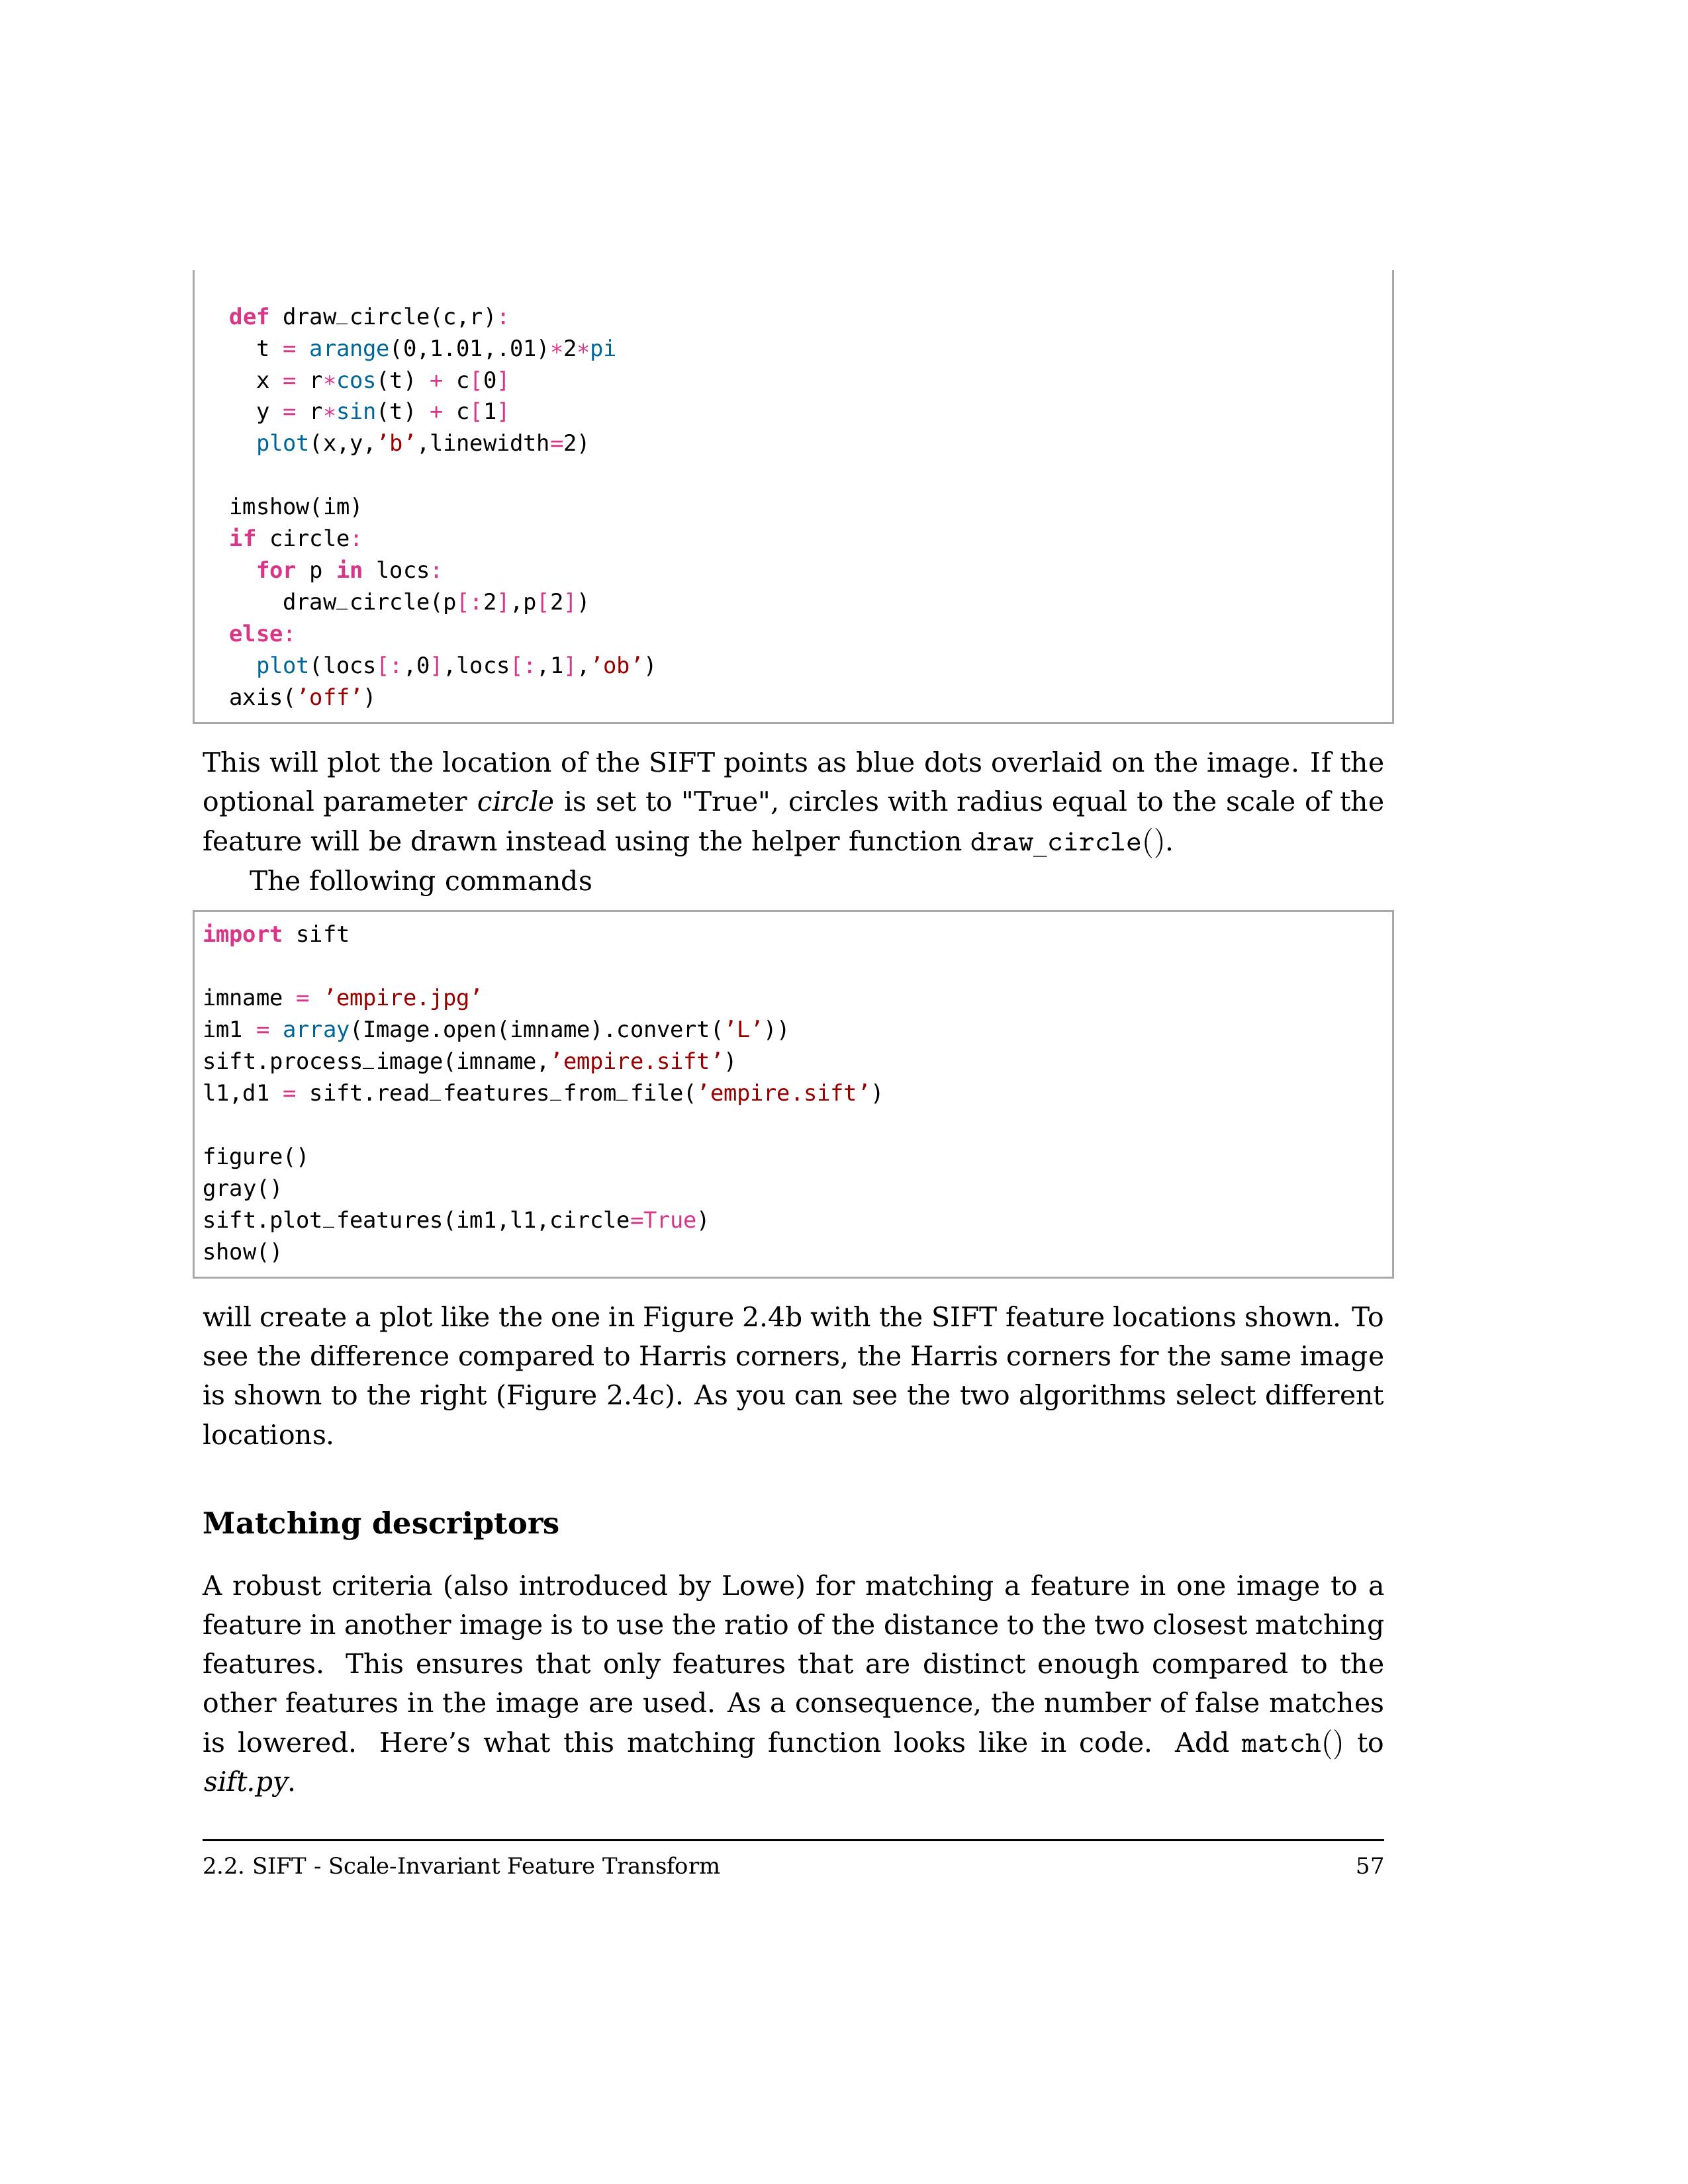 def draw_circle(c,r):
t = arange(0,1.01,.01)*2*pi
x = r*cos(t) + c[0]
y = r*sin(t) + c[1]
plot(x,y,’b’,linewidth=2)
imshow(im)
if circle:
for p in locs:
draw_circle(p[:2],p[2])
else:
plot(locs[:,0],locs[:,1],’ob’)
axis(’off’)
This will plot the location of the SIFT points as blue dots overlaid on the image. If the
optional parameter circle is set to "True", circles with radius equal to the scale of the
feature will be drawn instead using the helper function draw_circle().
The following commands
import sift
imname = ’empire.jpg’
im1 = array(Image.open(imname).convert(’L’))
sift.process_image(imname,’empire.sift’)
l1,d1 = sift.read_features_from_file(’empire.sift’)
figure()
gray()
sift.plot_features(im1,l1,circle=True)
show()
will create a plot like the one in Figure 2.4b with the SIFT feature locations shown. To
see the difference compared to Harris corners, the Harris corners for the same image
is shown to the right (Figure 2.4c). As you can see the two algorithms select different
locations.
Matching descriptors
A robust criteria (also introduced by Lowe) for matching a feature in one image to a
feature in another image is to use the ratio of the distance to the two closest matching
features. This ensures that only features that are distinct enough compared to the
other features in the image are used. As a consequence, the number of false matches
is lowered. Here’s what this matching function looks like in code. Add match() to
sift.py.
2.2. SIFT - Scale-Invariant Feature Transform 57